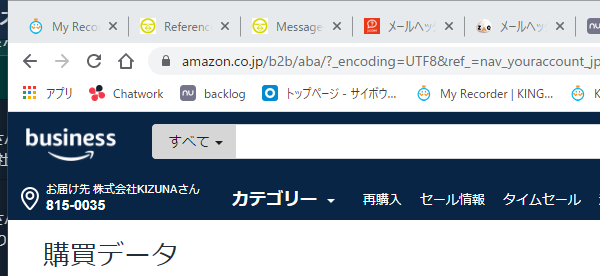 My Recor
Referenc
Message
メールヘッ
メールヘッ
amazon.co.jp/b2b/aba/?_encoding=UTF8&ref_=nav_youraccount_jp
アプリ
Chatwork
nu backlog
トップページ - サイボウ...
My Recorder | KING...
business
すべて
お届け先 株式会社KIZUNAさん
815-0035
カテゴリー
再購入
セール情報
タイムセール
購買データ